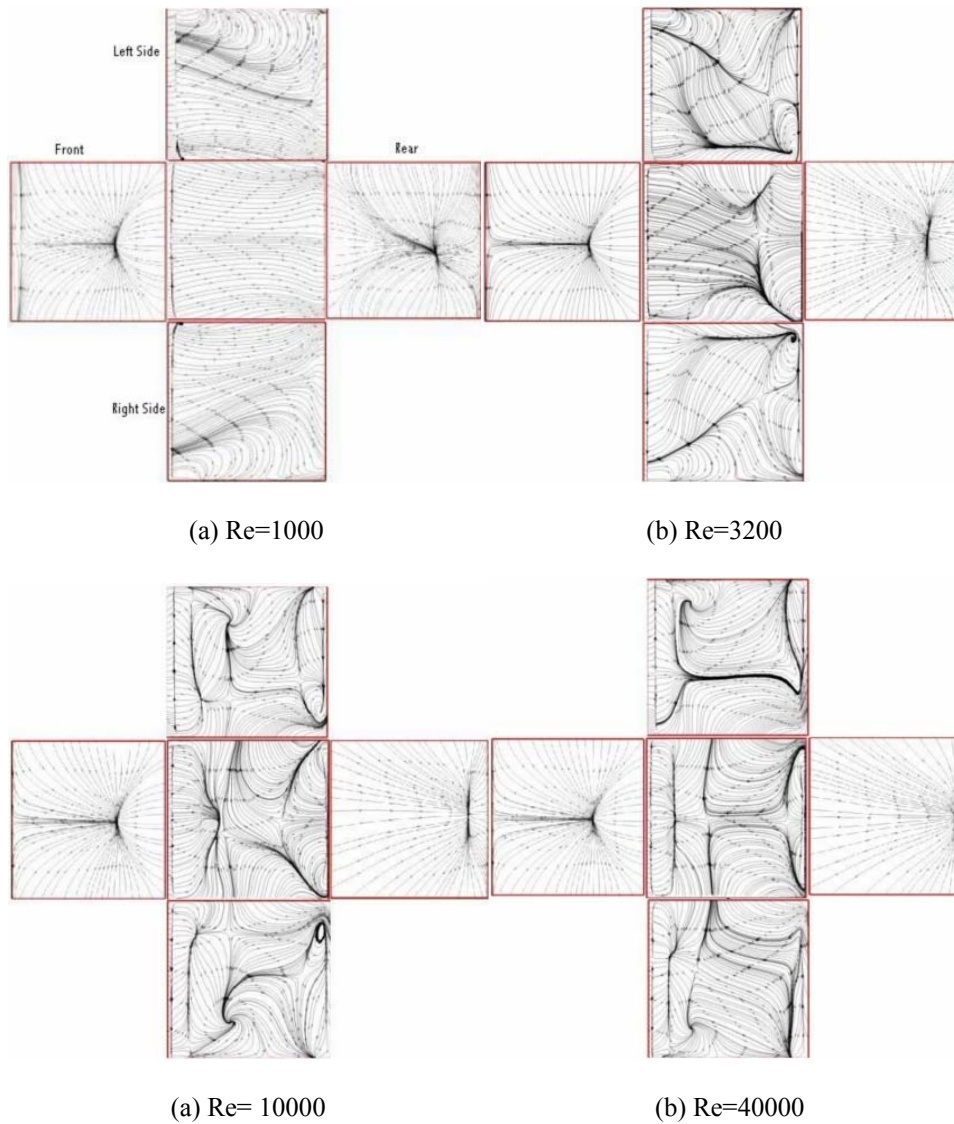 Left Side
Front
Rear
Right Side
(a) Re=1000
(b) Re=3200
(a) Re= 10000
(b) Re=40000